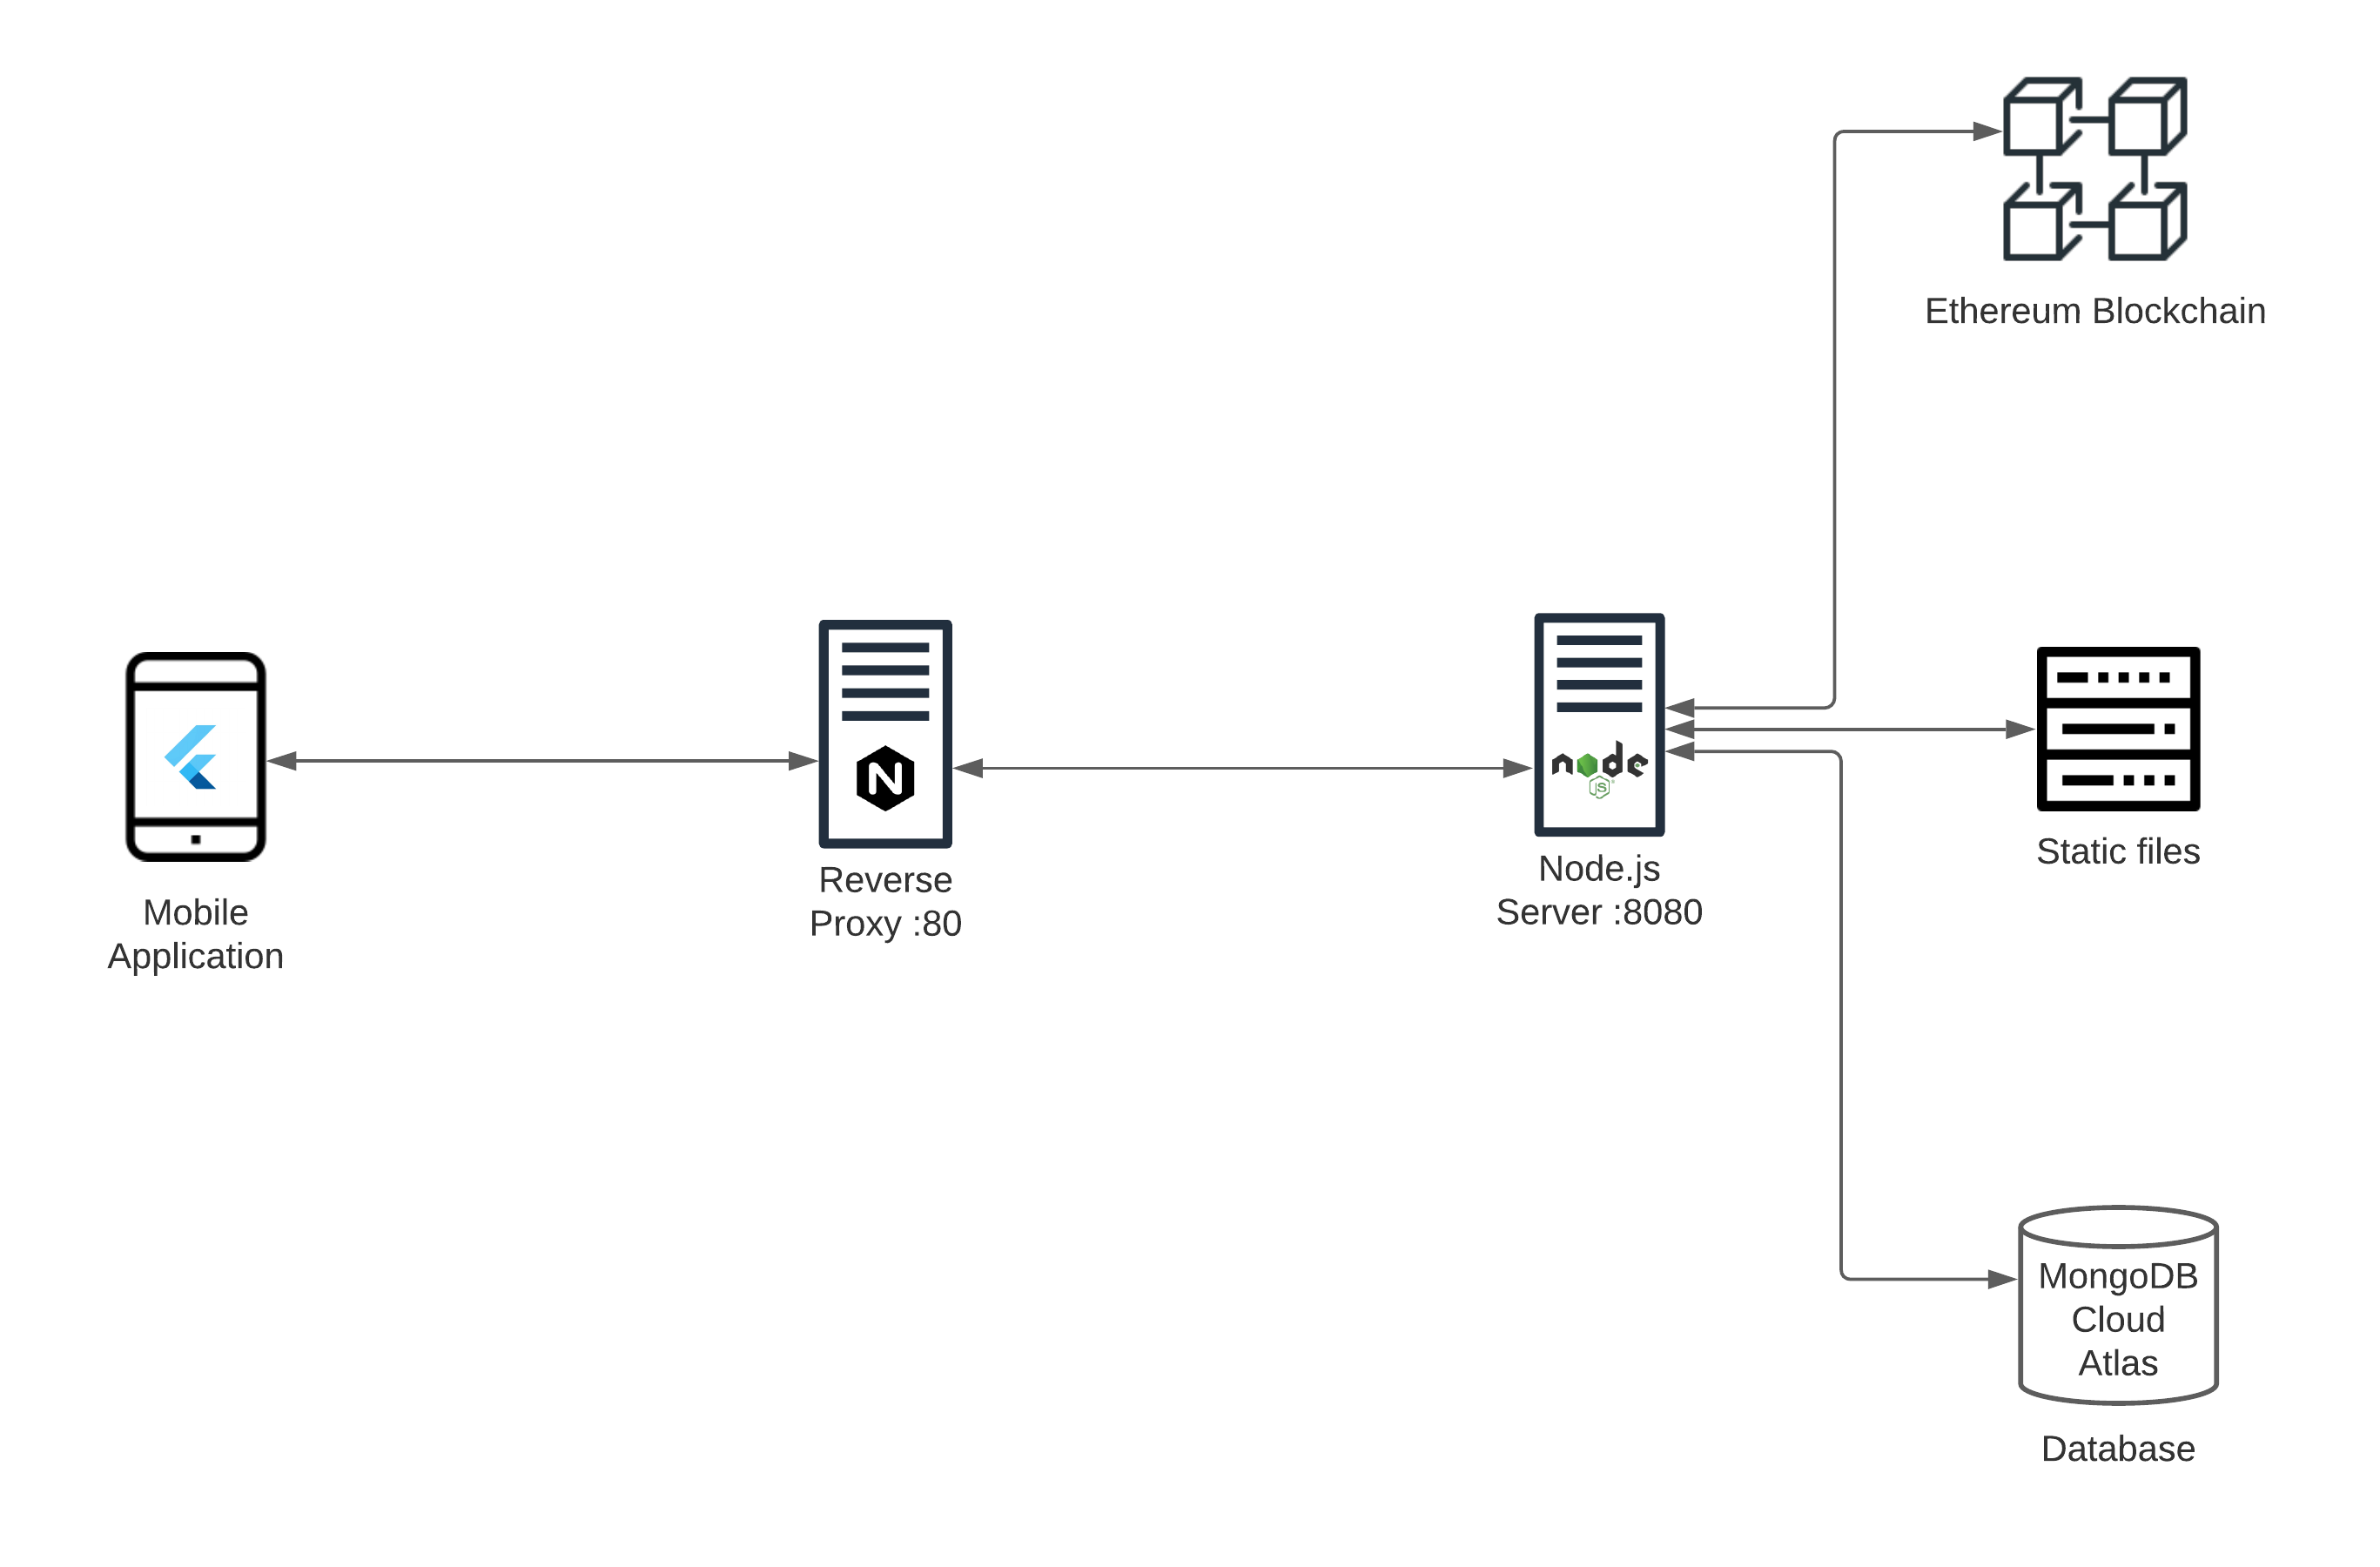 Ethereum Blockchain
Mobile
Application
N
Reverse
Proxy :80
node
JS
Node.js
Server :8080
Static files
MongoDB
Cloud
Atlas
Database